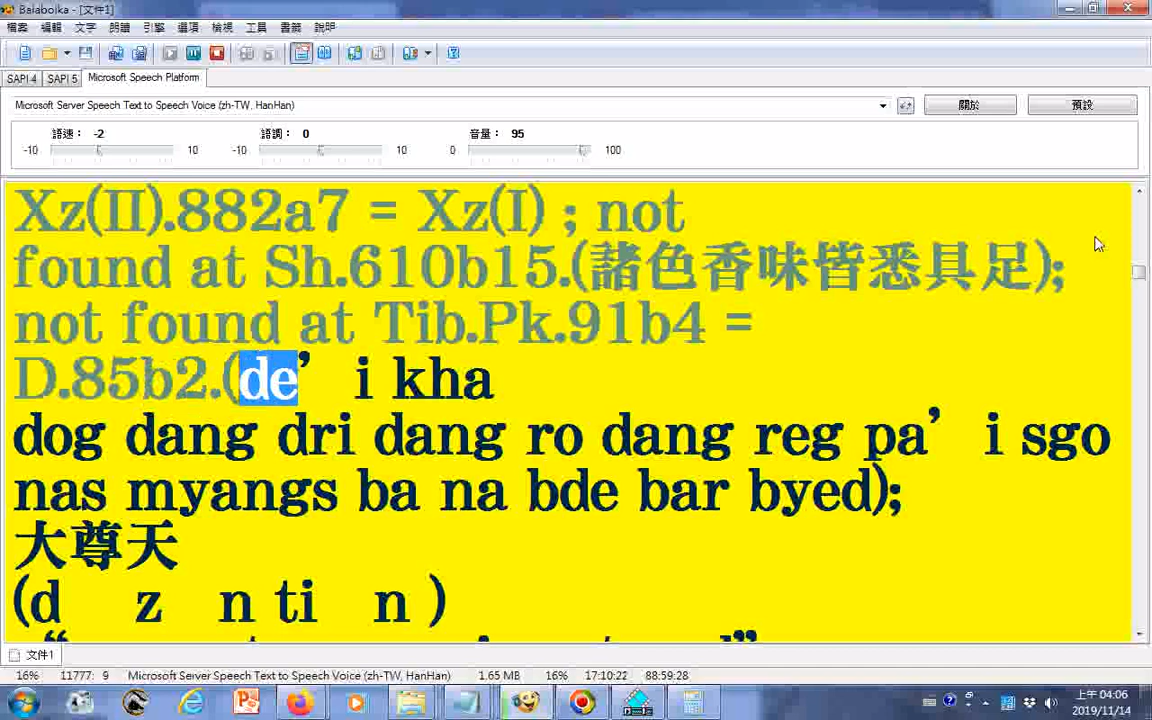 Balabolka - [文件1]
檔案 編輯 文字 朗讀 引擎 選項 檢視 工具 書籤 說明
SAPI 4 SAPI 5 Microsoft Speech Platform
Microsoft Server Speech Text to Speech Voice (zh-TW, HanHan) 關於 預設
語速： -2 語調： 0 音量： 95
-10 10 -10 10 0 100
Xz(II).882a7 = Xz(I) ; not
found at Sh.610b15.(諸色香味皆悉具足);
not found at Tib.Pk.91b4 =
D.85b2.(de’ i kha
dog dang dri dang ro dang reg pa’ i sgo
nas myangs ba na bde bar byed);
大尊天
(d z n ti n )
文件1
16% 11777: 9 Microsoft Server Speech Text to Speech Voice (zh-TW, HanHan) 1.65 MB 16% 17:10:22 88:59:28
上午 04:06
2019/11/14